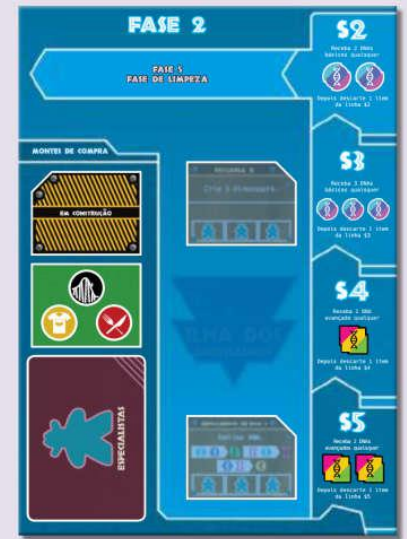 FASE 2
FASE 5
FASE DE LIMPEZA
MONTES DE COMPRA
EM CONSTRUÇÃO
ESPECIALISTAS
$2
Receba 2 DNAs
básicos quaisquer
Depois descarte 1 item
da linha $2
$3
Receba 3 DNAs
básicos quaisquer
Depois descarte 1 item
da linha $3
$4
Receba 1 DNA
avançado qualquer
Depois descarte 1 item
da linha $4
$5
Receba 2 DNAs
avançados quaisquer
Depois descarte 1 item
da linha $5